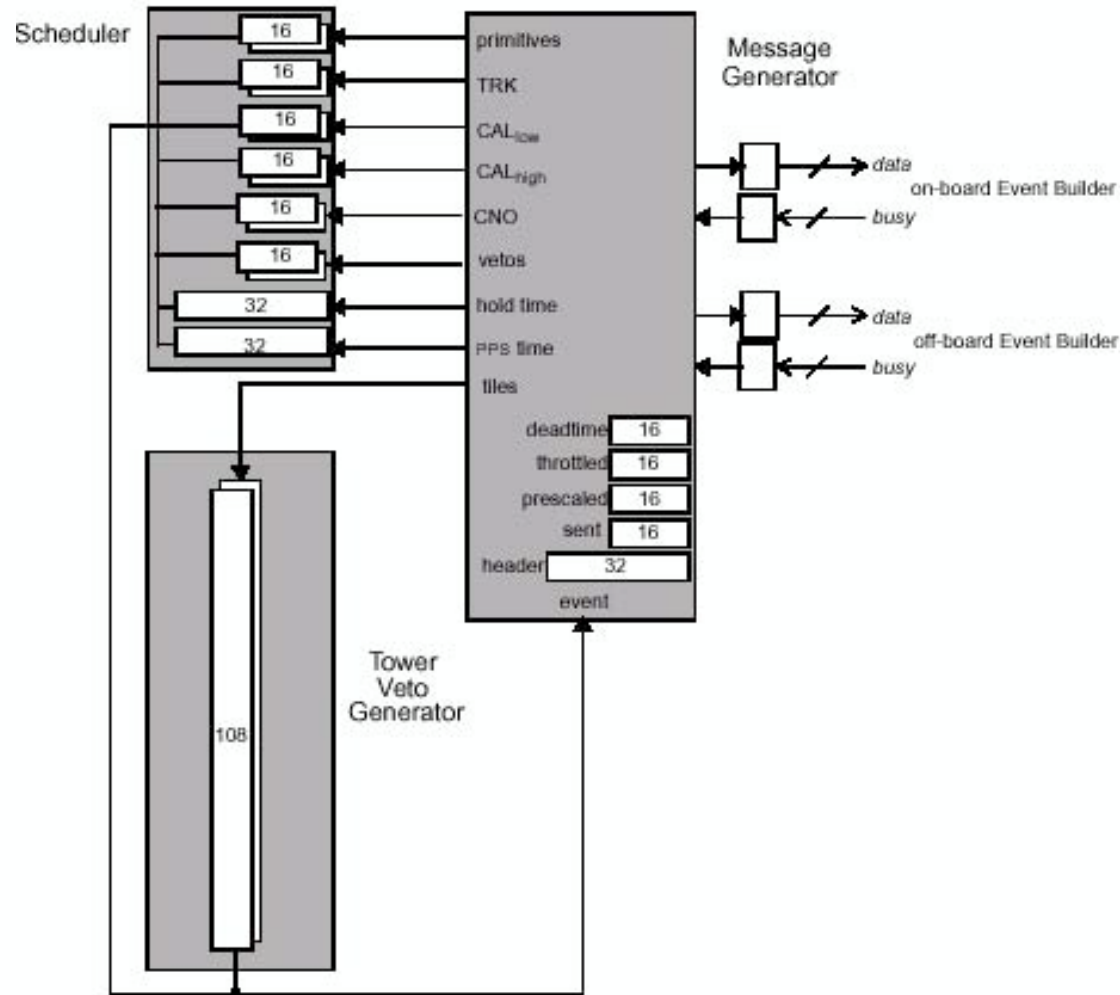 Scheduler
16
16
16
16
16
16
32
32
primitives
TRK
CALlow
CALhigh
CNO
vetos
hold time
PPS time
tiles
deadtime 16
throttled 16
prescaled 16
sent 16
header 32
event
Message
Generator
data
on-board Event Builder
busy
data
off-board Event Builder
busy
Tower
Veto
Generator
108